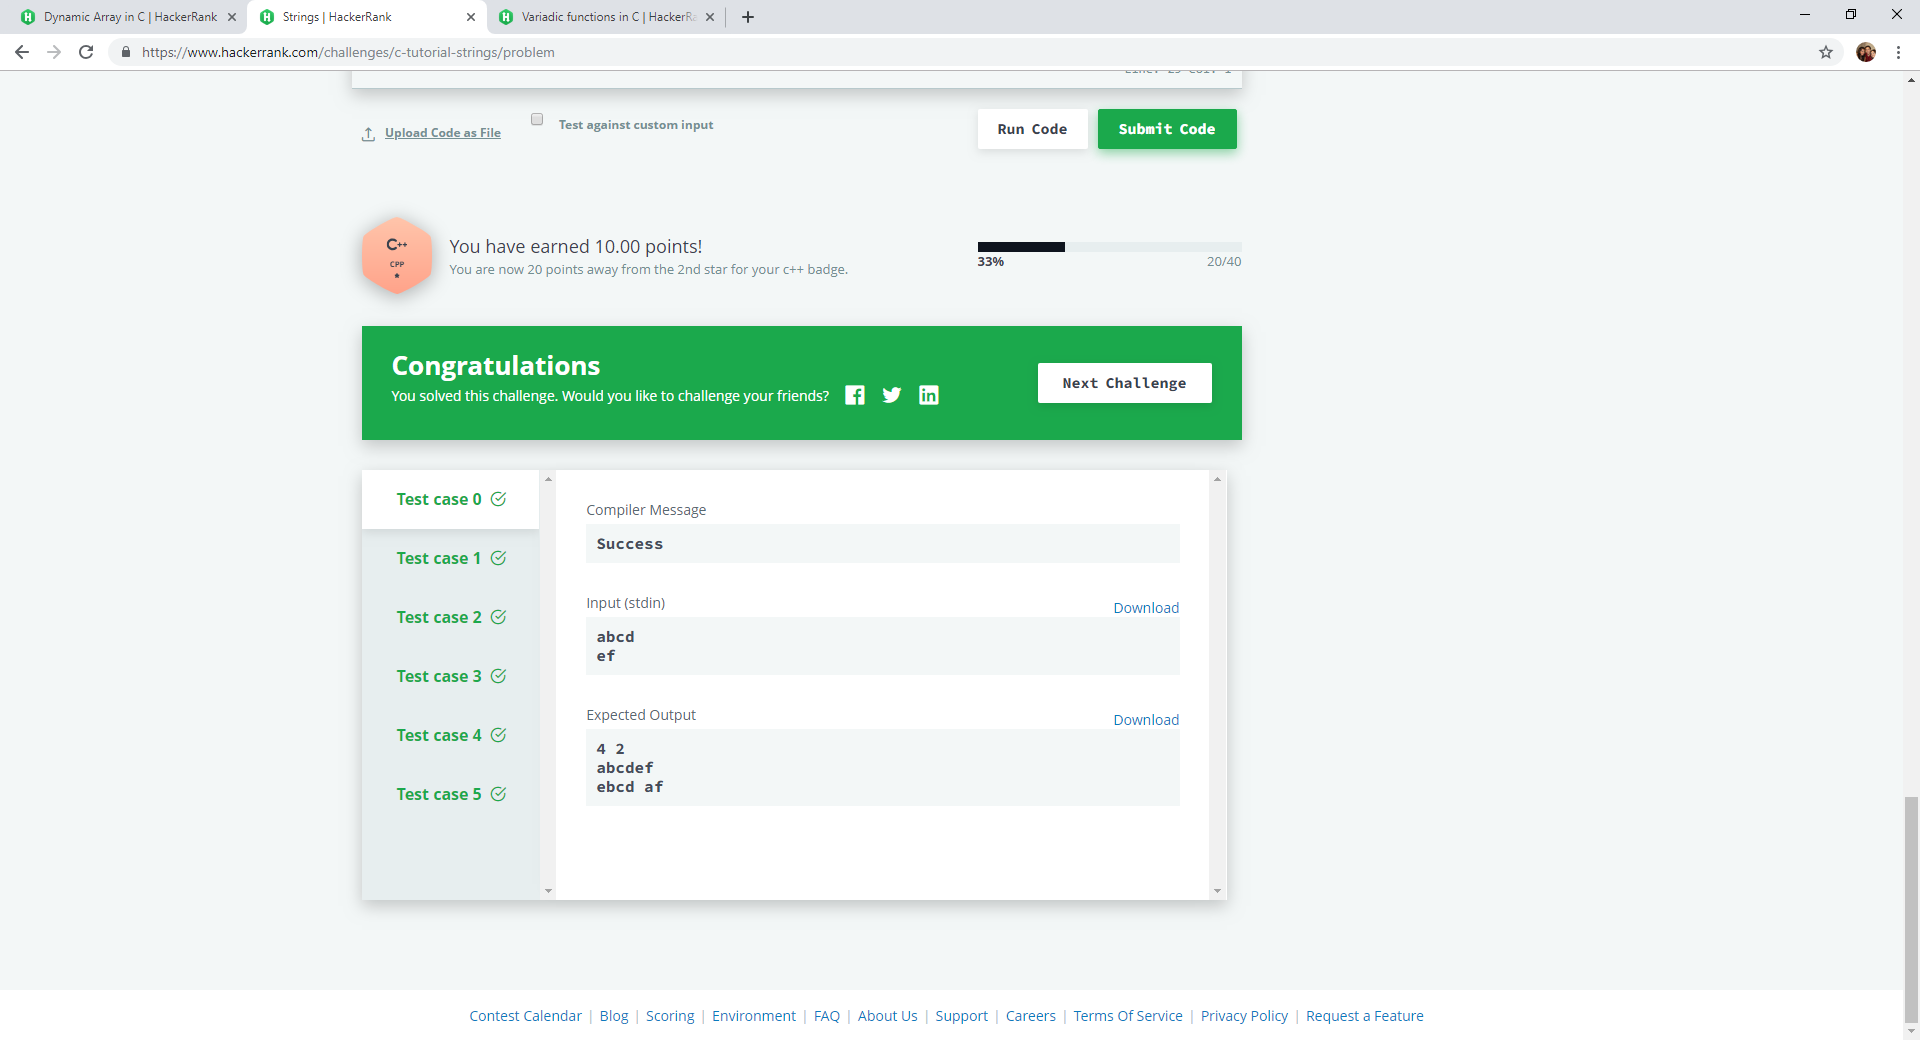 Dynamic Array in C | HackerRank
Strings | HackerRank
Variadic functions in C | HackerRa
https://www.hackerrank.com/challenges/c-tutorial-strings/problem
Upload Code as File
Test against custom input
Run Code
Submit Code
C++
CPP
You have earned 10.00 points!
You are now 20 points away from the 2nd star for your c++ badge.
33%
20/40
Congratulations
You solved this challenge. Would you like to challenge your friends?
Next Challenge
Test case 0
Test case 1
Test case 2
Test case 3
Test case 4
Test case 5
Compiler Message
Success
Input (stdin)
Download
abcd
ef
Expected Output
Download
4 2
abcdef
ebcd af
Contest Calendar | Blog | Scoring | Environment | FAQ | About Us | Support | Careers | Terms Of Service | Privacy Policy | Request a Feature